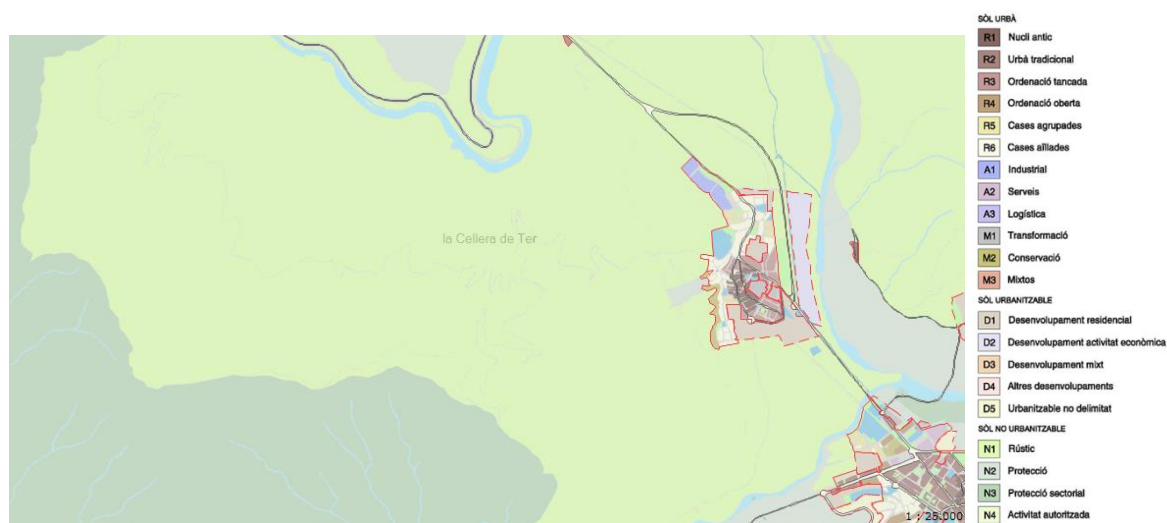 la Cellera de Ter
1 : 25.000
SÒL URBÀ
R1 Nucli antic
R2 Urbà tradicional
R3 Ordenació tancada
R4 Ordenació oberta
R5 Cases agrupades
R6 Cases aïllades
A1 Industrial
A2 Serveis
A3 Logística
M1 Transformació
M2 Conservació
M3 Mixtos
SÒL URBANITZABLE
D1 Desenvolupament residencial
D2 Desenvolupament activitat econòmica
D3 Desenvolupament mixt
D4 Altres desenvolupaments
D5 Urbanitzable no delimitat
SÒL NO URBANITZABLE
N1 Rústic
N2 Protecció
N3 Protecció sectorial
N4 Activitat autoritzada